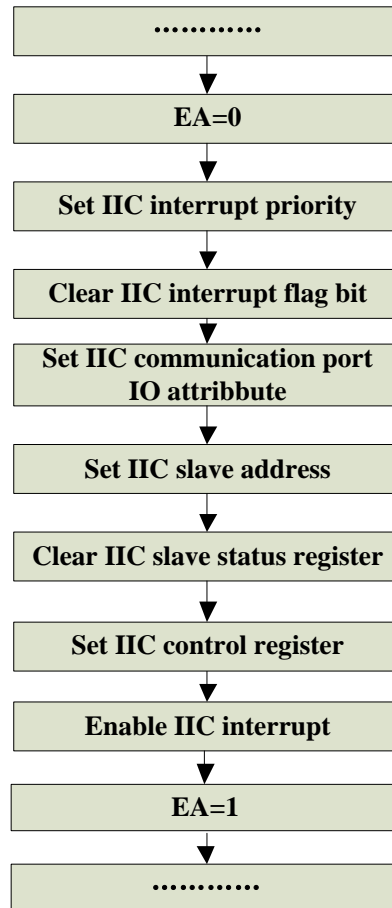 ............
EA=0
Set IIC interrupt priority
Clear IIC interrupt flag bit
Set IIC communication port
IO attribbute
Set IIC slave address
Clear IIC slave status register
Set IIC control register
Enable IIC interrupt
EA=1
............